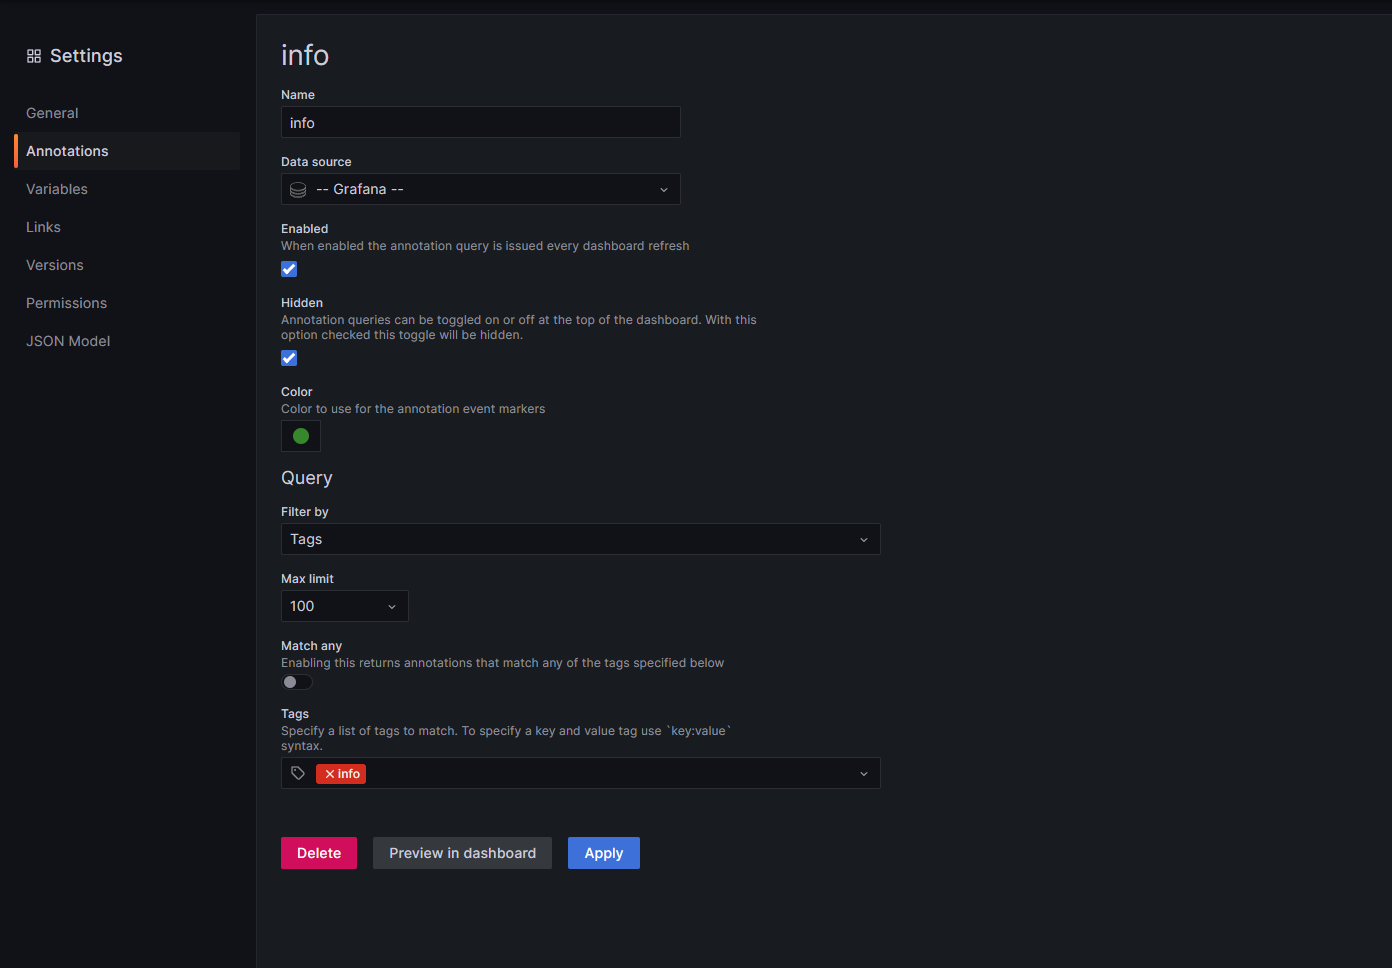 Settings
General
Annotations
Variables
Links
Versions
Permissions
JSON Model
info
Name
info
Data source
-- Grafana --
Enabled
When enabled the annotation query is issued every dashboard refresh
Hidden
Annotation queries can be toggled on or off at the top of the dashboard. With this
option checked this toggle will be hidden.
Color
Color to use for the annotation event markers
Query
Filter by
Tags
Max limit
100
Match any
Enabling this returns annotations that match any of the tags specified below
Tags
Specify a list of tags to match. To specify a key and value tag use `key:value`
syntax.
info
Delete
Preview in dashboard
Apply